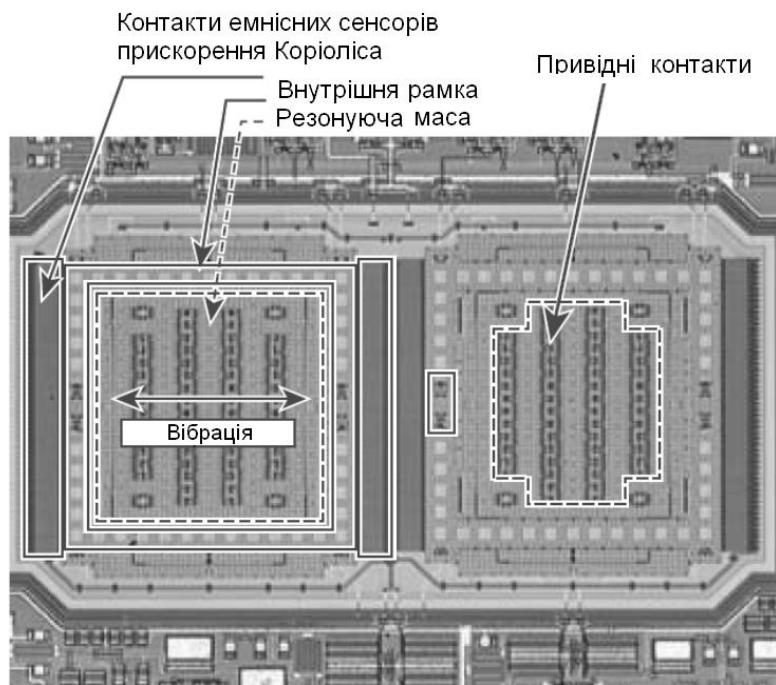 Контакти емнісних сенсорів
прискорення Коріоліса
Внутрішня рамка
Резонуюча маса
Привідні контакти
Вібрація